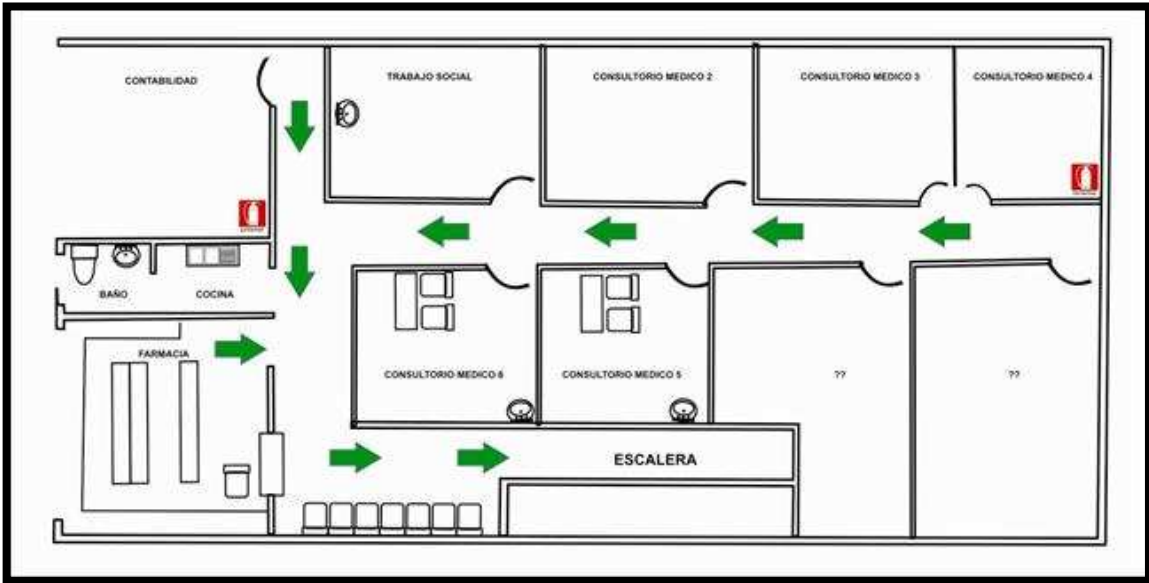 CONTABILIDAD
TRABAJO SOCIAL
CONSULTORIO MEDICO 2
CONSULTORIO MEDICO 3
CONSULTORIO MEDICO 4
BAÑO
COCINA
FARMACIA
CONSULTORIO MEDICO 6
CONSULTORIO MEDICO 5
??
??
ESCALERA